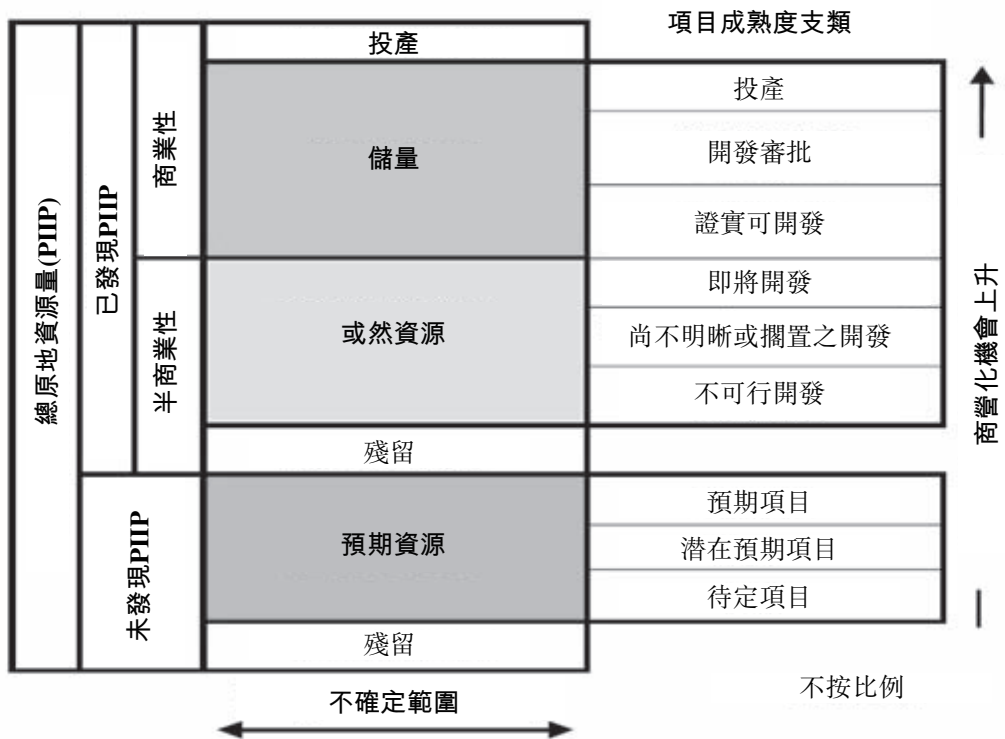 項目成熟度支類
總原地資源量(PIIP)
已發現PIIP
商業性
半商業性
未發現PIIP
投產
儲量
或然資源
殘留
預期資源
殘留
投產
開發審批
證實可開發
即將開發
尚不明晰或擱置之開發
不可行開發
預期項目
潛在預期項目
待定項目
商營化機會上升
不確定範圍
不按比例